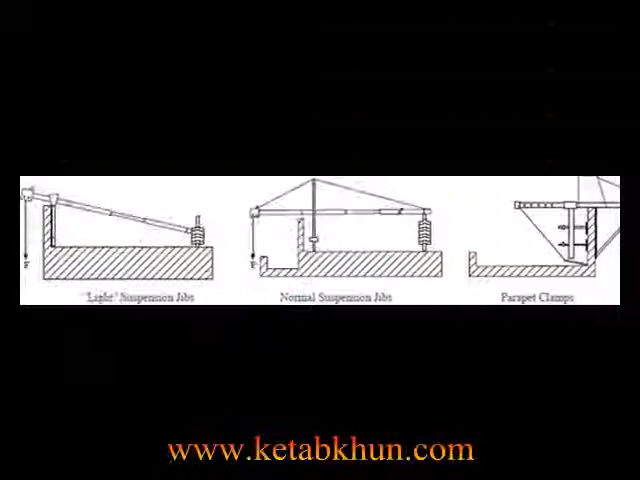 'Light' Suspension Jibs
Normal Suspension Jibs
Parapet Clamps
www.ketabkhun.com